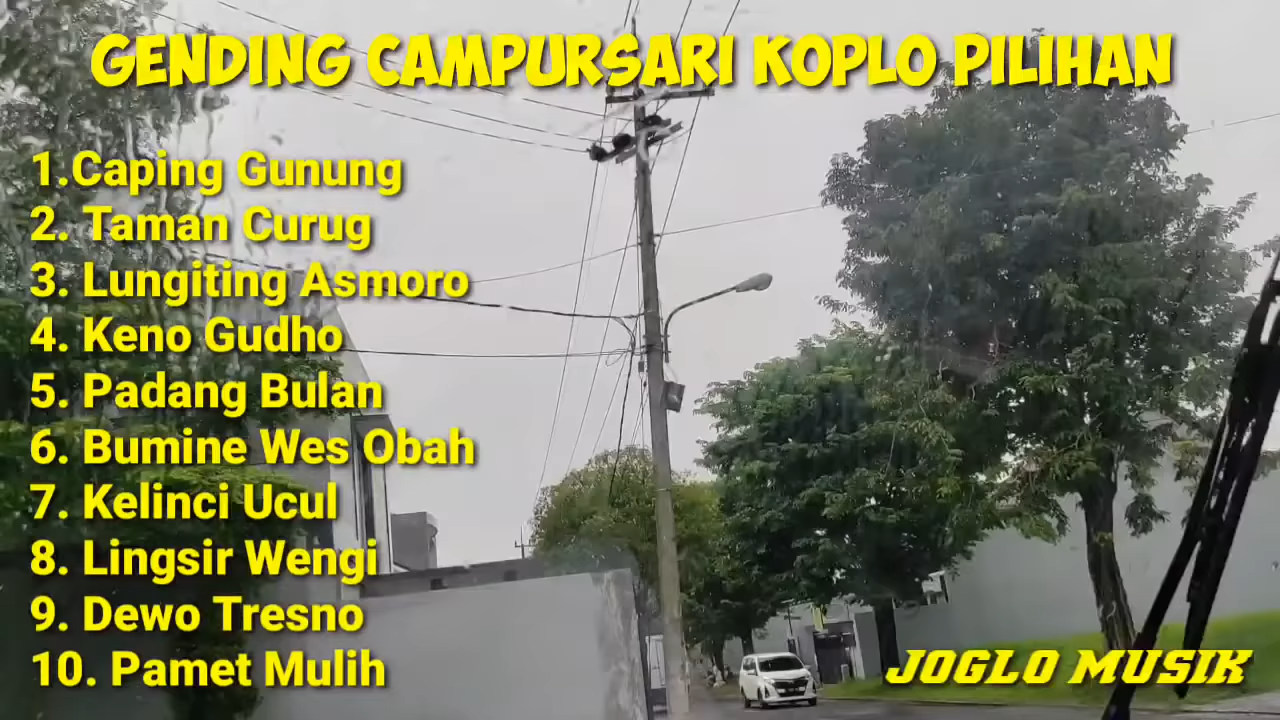 GENDING CAMPURSARI KOPLO PILIHAN
1.Caping Gunung
2. Taman Curug
3. Lungiting Asmoro
4. Keno Gudho
5. Padang Bulan
6. Bumine Wes Obah
7. Kelinci Ucul
8. Lingsir Wengi
9. Dewo Tresno
10. Pamet Mulih
JOGLO MUSIK